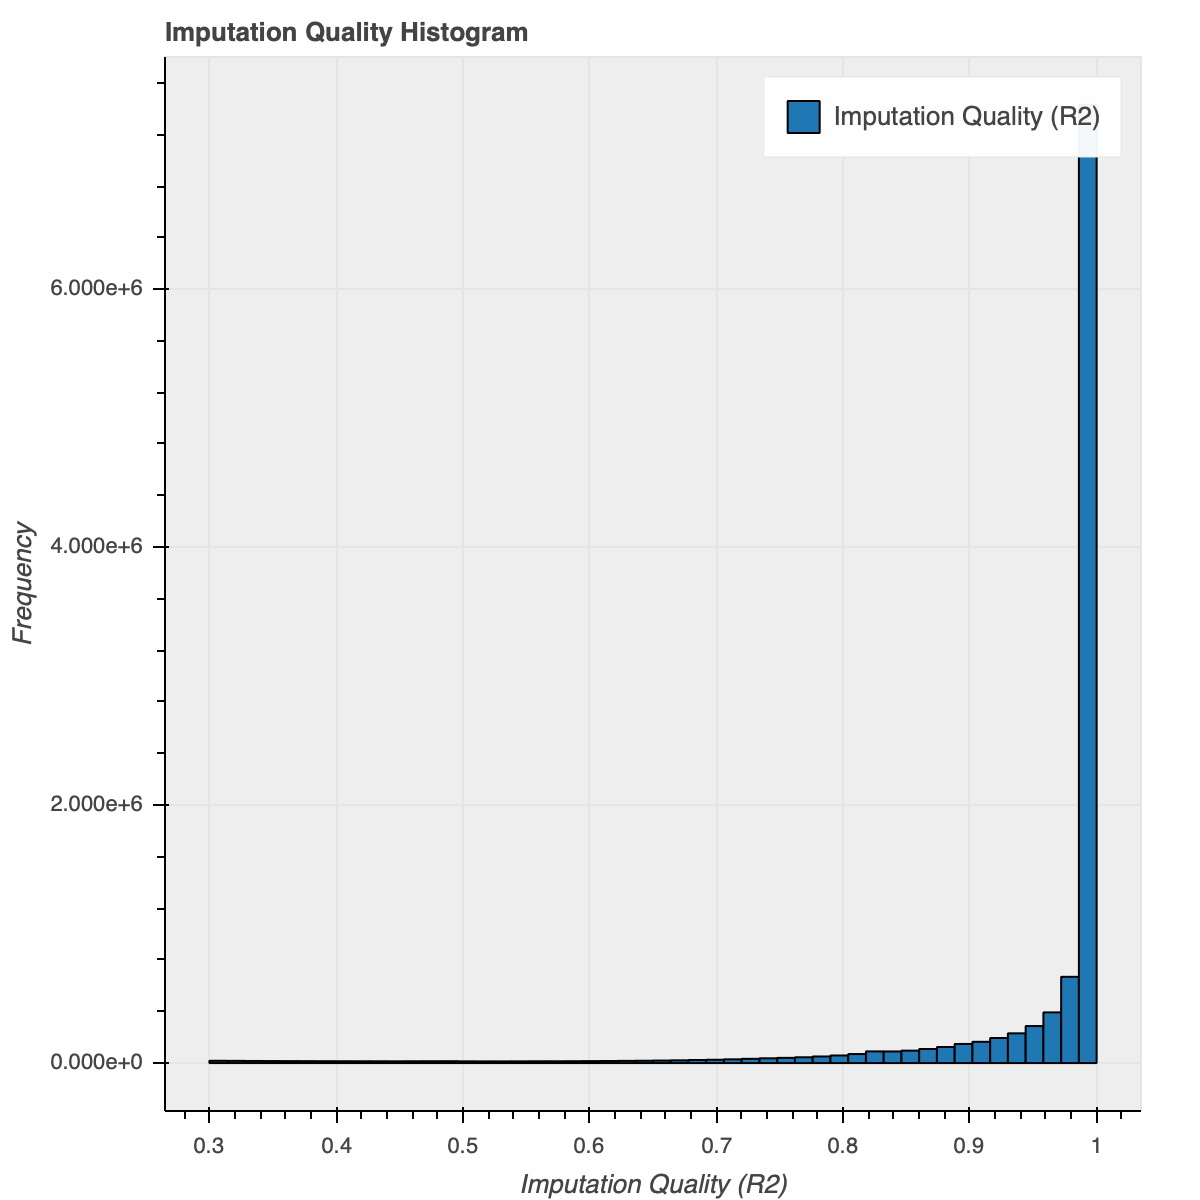 Imputation Quality Histogram
Imputation Quality (R2)
6.000e+6
4.000e+6
2.000e+6
0.000e+0
Frequency
0.3 0.4 0.5 0.6 0.7 0.8 0.9 1
Imputation Quality (R2)